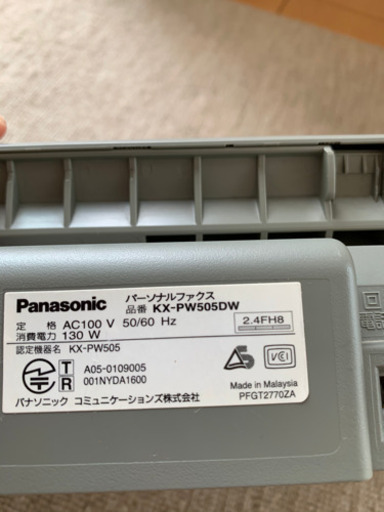 Panasonic パーソナルファクス
品番 KX-PW505DW
定 格 AC100 V 50/60 Hz
2.4FH8
消費電力 130 W
認定機器名 KX-PW505
T A05-0109005
R 001NYDA1600
VCCI
Made in Malaysia
パナソニック コミュニケーションズ株式会社
PFGT2770ZA